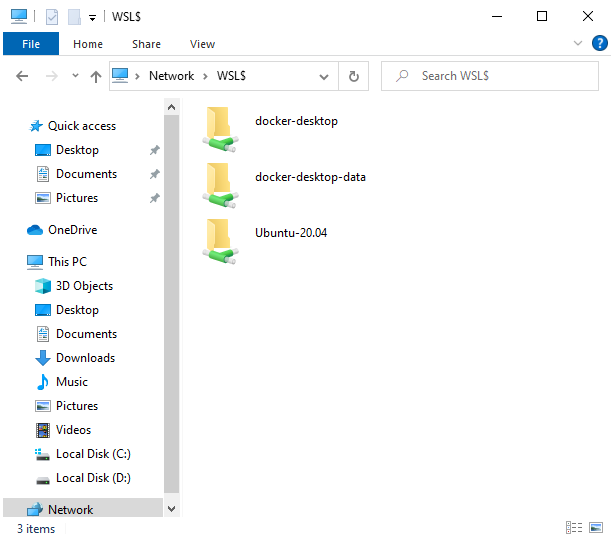 WSL$
File
Home
Share
View
Network
WSL$
Search WSL$
Quick access
Desktop
Documents
Pictures
OneDrive
This PC
3D Objects
Desktop
Documents
Downloads
Music
Pictures
Videos
Local Disk (C:)
Local Disk (D:)
Network
docker-desktop
docker-desktop-data
Ubuntu-20.04
3 items